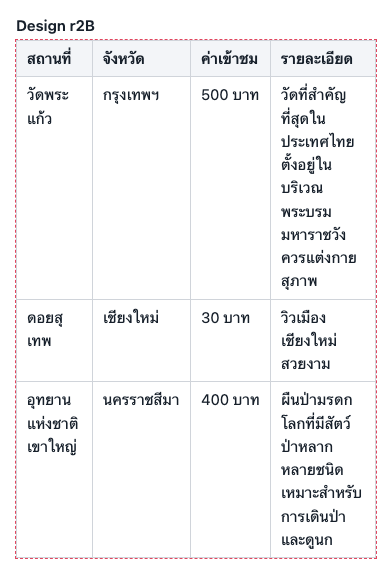 Design r2B
สถานที่ จังหวัด ค่าเข้าชม รายละเอียด
วัดพระ กรุงเทพฯ 500 บาท วัดที่สำคัญ
แก้ว ที่สุดใน
ประเทศไทย
ตั้งอยู่ใน
บริเวณ
พระบรม
มหาราชวัง
ควรแต่งกาย
สุภาพ
ดอยสุ เชียงใหม่ 30 บาท วิวเมือง
เทพ เชียงใหม่
สวยงาม
อุทยาน นครราชสีมา 400 บาท ผืนป่ามรดก
แห่งชาติ โลกที่มีสัตว์
เขาใหญ่ ป่าหลาก
หลายชนิด
เหมาะสำหรับ
การเดินป่า
และดูนก